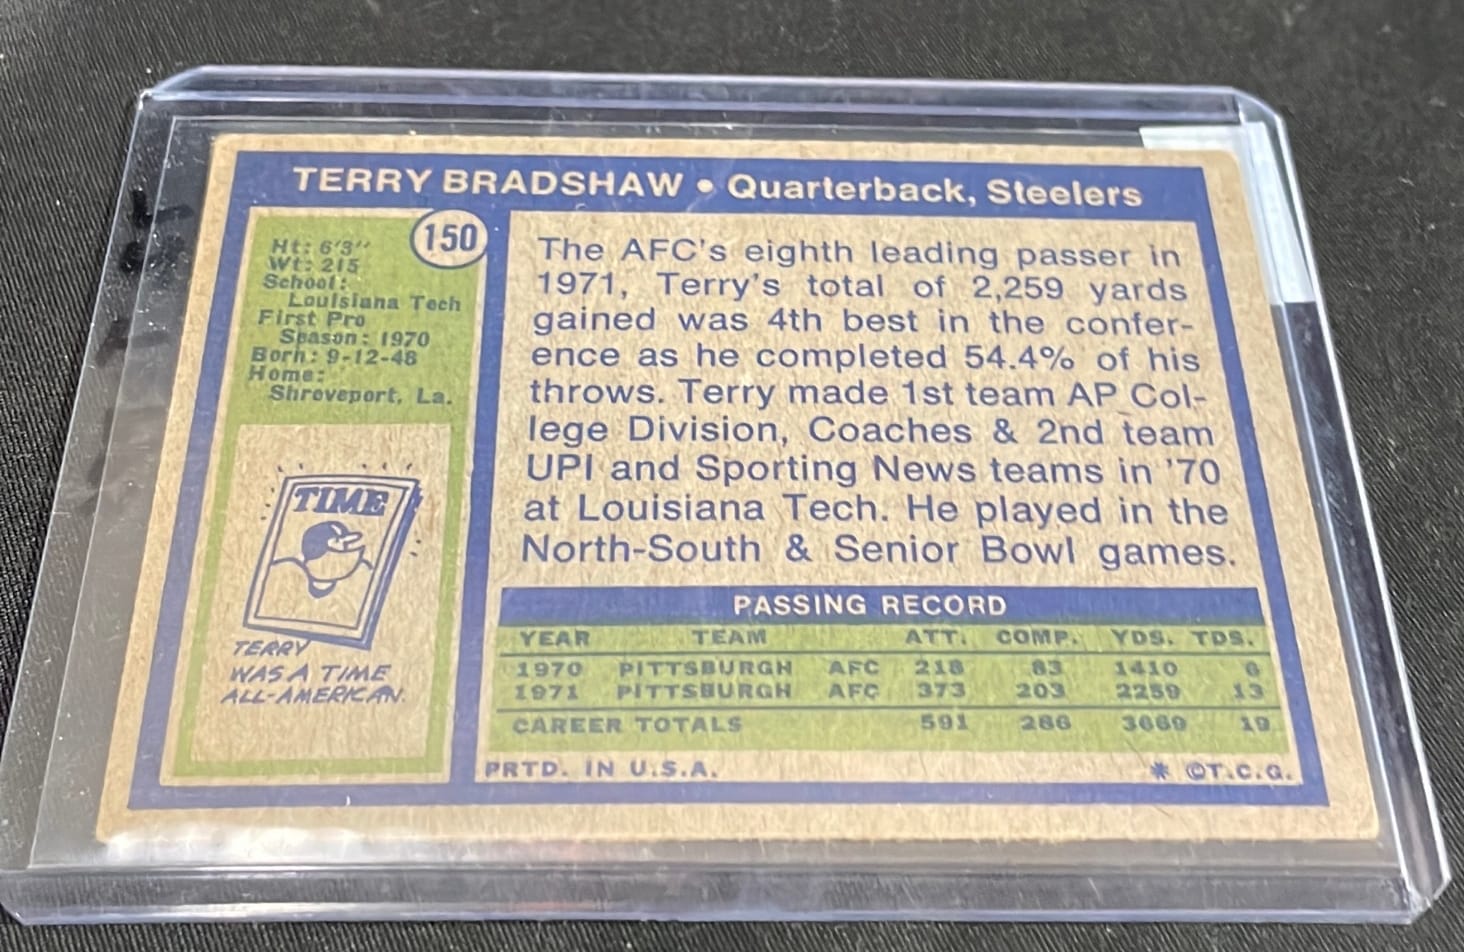 TERRY BRADSHAW • Quarterback, Steelers
150
Ht: 6'3"
Wt: 215
School:
Louisiana Tech
First Pro
Season: 1970
Born: 9-12-48
Home:
Shreveport, La.
TIME
TERRY
WAS A TIME
ALL-AMERICAN.
The AFC's eighth leading passer in
1971, Terry's total of 2,259 yards
gained was 4th best in the confer-
ence as he completed 54.4% of his
throws. Terry made 1st team AP Col-
lege Division, Coaches & 2nd team
UPI and Sporting News teams in '70
at Louisiana Tech. He played in the
North-South & Senior Bowl games.
PASSING RECORD
YEAR TEAM ATT. COMP. YDS. TDS.
1970 PITTSBURGH AFC 218 83 1410 6
1971 PITTSBURGH AFC 373 203 2259 13
CAREER TOTALS 591 286 3669 19
PRTD. IN U.S.A. * ©T.C.G.